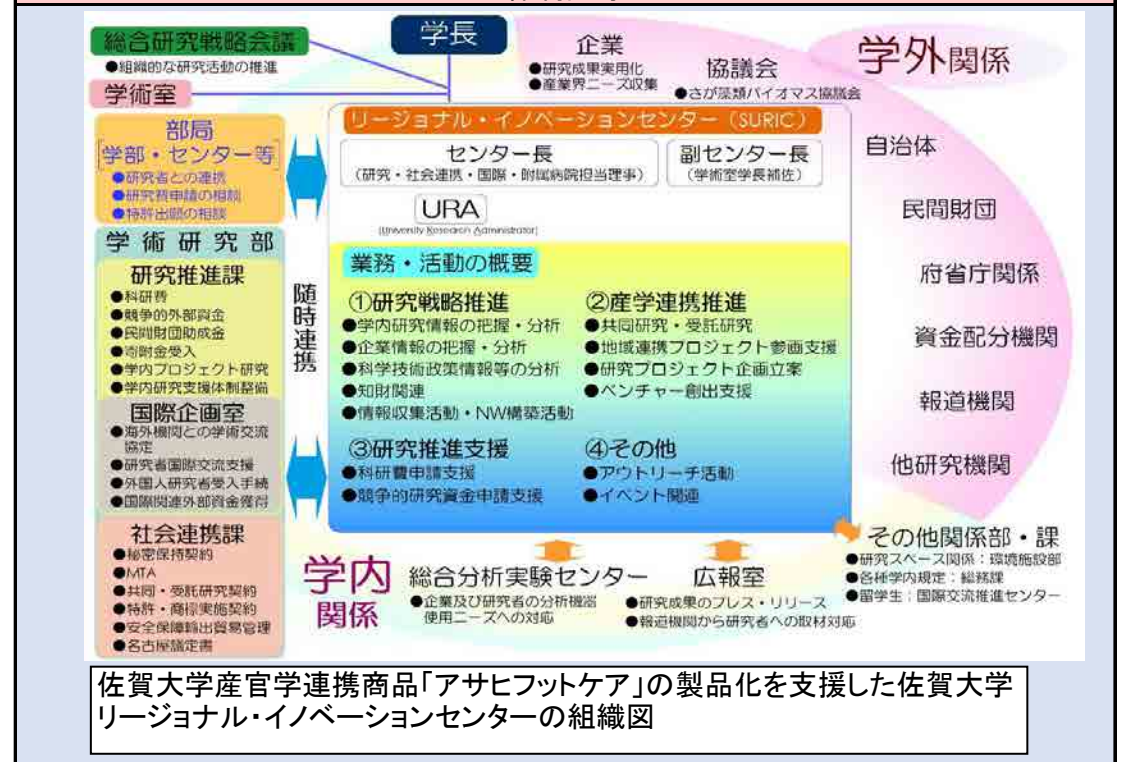 学長
総合研究戦略会議
●組織的な研究活動の推進
学術室
企業
●研究成果実用化
●産業界ニーズ収集
協議会
●さが藻類バイオマス協議会
学外関係
自治体
民間財団
府省庁関係
資金配分機関
報道機関
他研究機関
部局
[学部・センター等]
●研究者との連携
●研究費申請の相談
●特許出願の相談
学術研究部
研究推進課
●科研費
●競争的外部資金
●民間財団助成金
●寄附金受入
●学内プロジェクト研究
●学内研究支援体制整備
国際企画室
●海外機関との学術交流
協定
●研究者国際交流支援
●外国人研究者受入手続
●国際関連外部資金獲得
社会連携課
●秘密保持契約
●MTA
●共同・受託研究契約
●特許・商標実施契約
●安全保障輸出貿易管理
●名古屋議定書
随時連携
リージョナル・イノベーションセンター（SURIC）
センター長
（研究・社会連携・国際・附属病院担当理事）
副センター長
（学術室学長補佐）
URA
(University Research Administrator)
業務・活動の概要
①研究戦略推進
●学内研究情報の把握・分析
●企業情報の把握・分析
●科学技術政策情報等の分析
●知財関連
●情報収集活動・NW構築活動
②産学連携推進
●共同研究・受託研究
●地域連携プロジェクト参画支援
●研究プロジェクト企画立案
●ベンチャー創出支援
③研究推進支援
●科研費申請支援
●競争的研究資金申請支援
④その他
●アウトリーチ活動
●イベント関連
学内
関係
総合分析実験センター
●企業及び研究者の分析機器
使用ニーズへの対応
広報室
●研究成果のプレス・リリース
●報道機関から研究者への取材対応
その他関係部・課
●研究スペース関係：環境施設部
●各種学内規定：総務課
●留学生：国際交流推進センター
佐賀大学産官学連携商品「アサヒフットケア」の製品化を支援した佐賀大学
リージョナル・イノベーションセンターの組織図